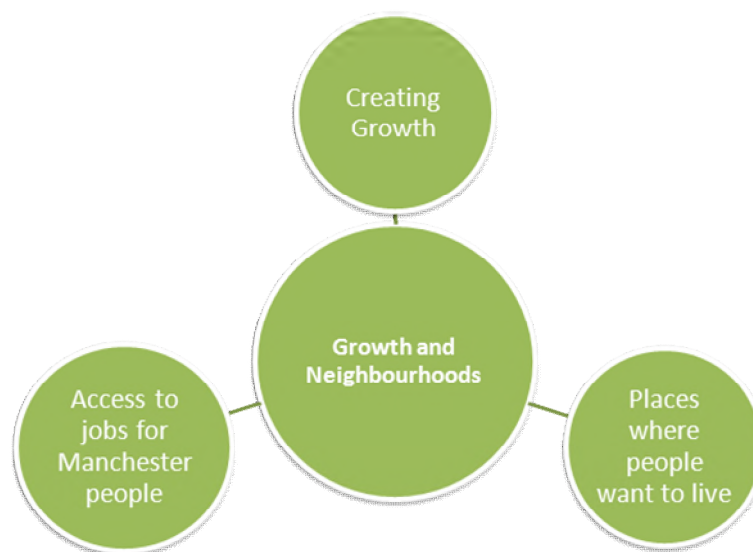 Creating
Growth
Growth and
Neighbourhoods
Access to
jobs for
Manchester
people
Places
where
people
want to live